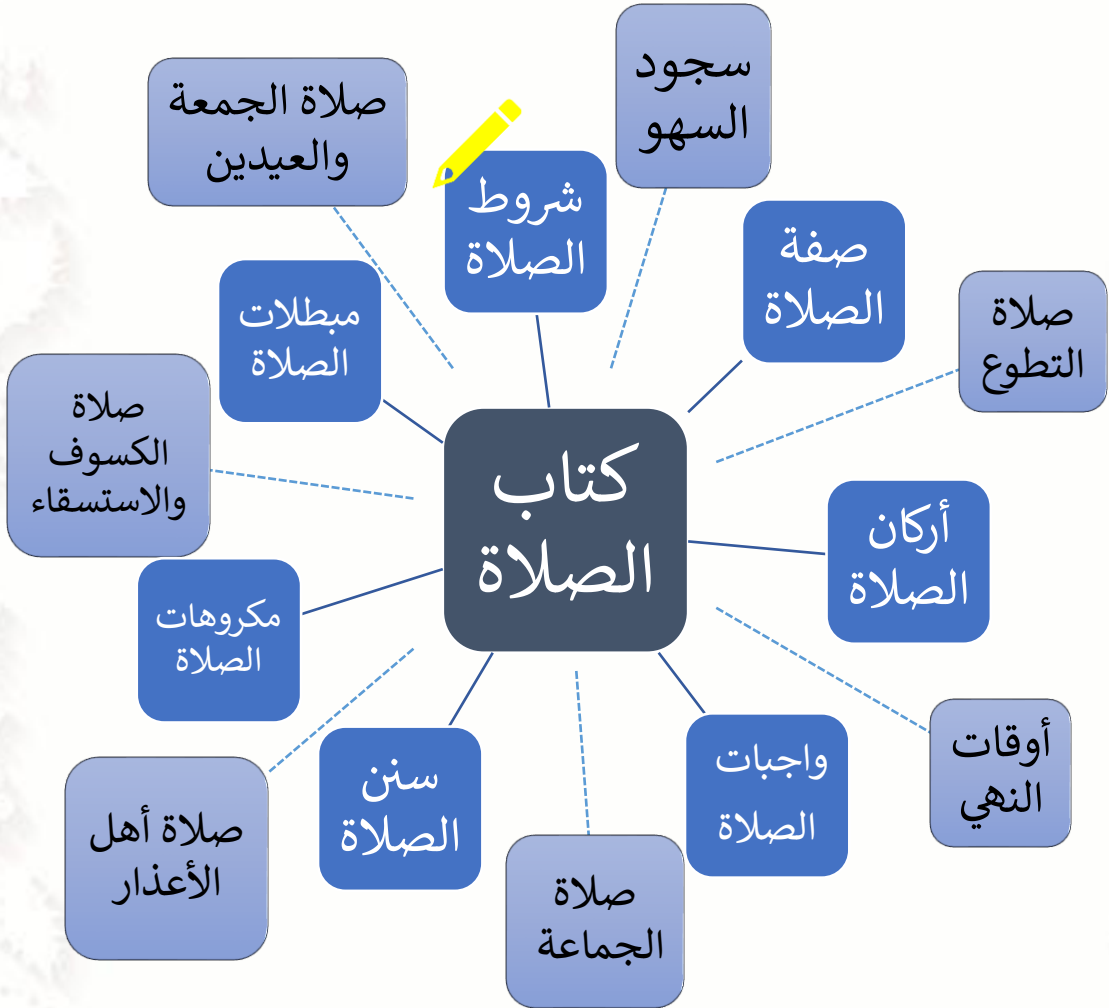 سجود
السهو
صلاة الجمعة
والعيدين
شروط
الصلاة
صفة
الصلاة
مبطلات
الصلاة
صلاة
التطوع
صلاة
الكسوف
والاستسقاء
كتاب
الصلاة
أركان
الصلاة
مكروهات
الصلاة
أوقات
النهي
واجبات
الصلاة
سنن
الصلاة
صلاة أهل
الأعذار
صلاة
الجماعة